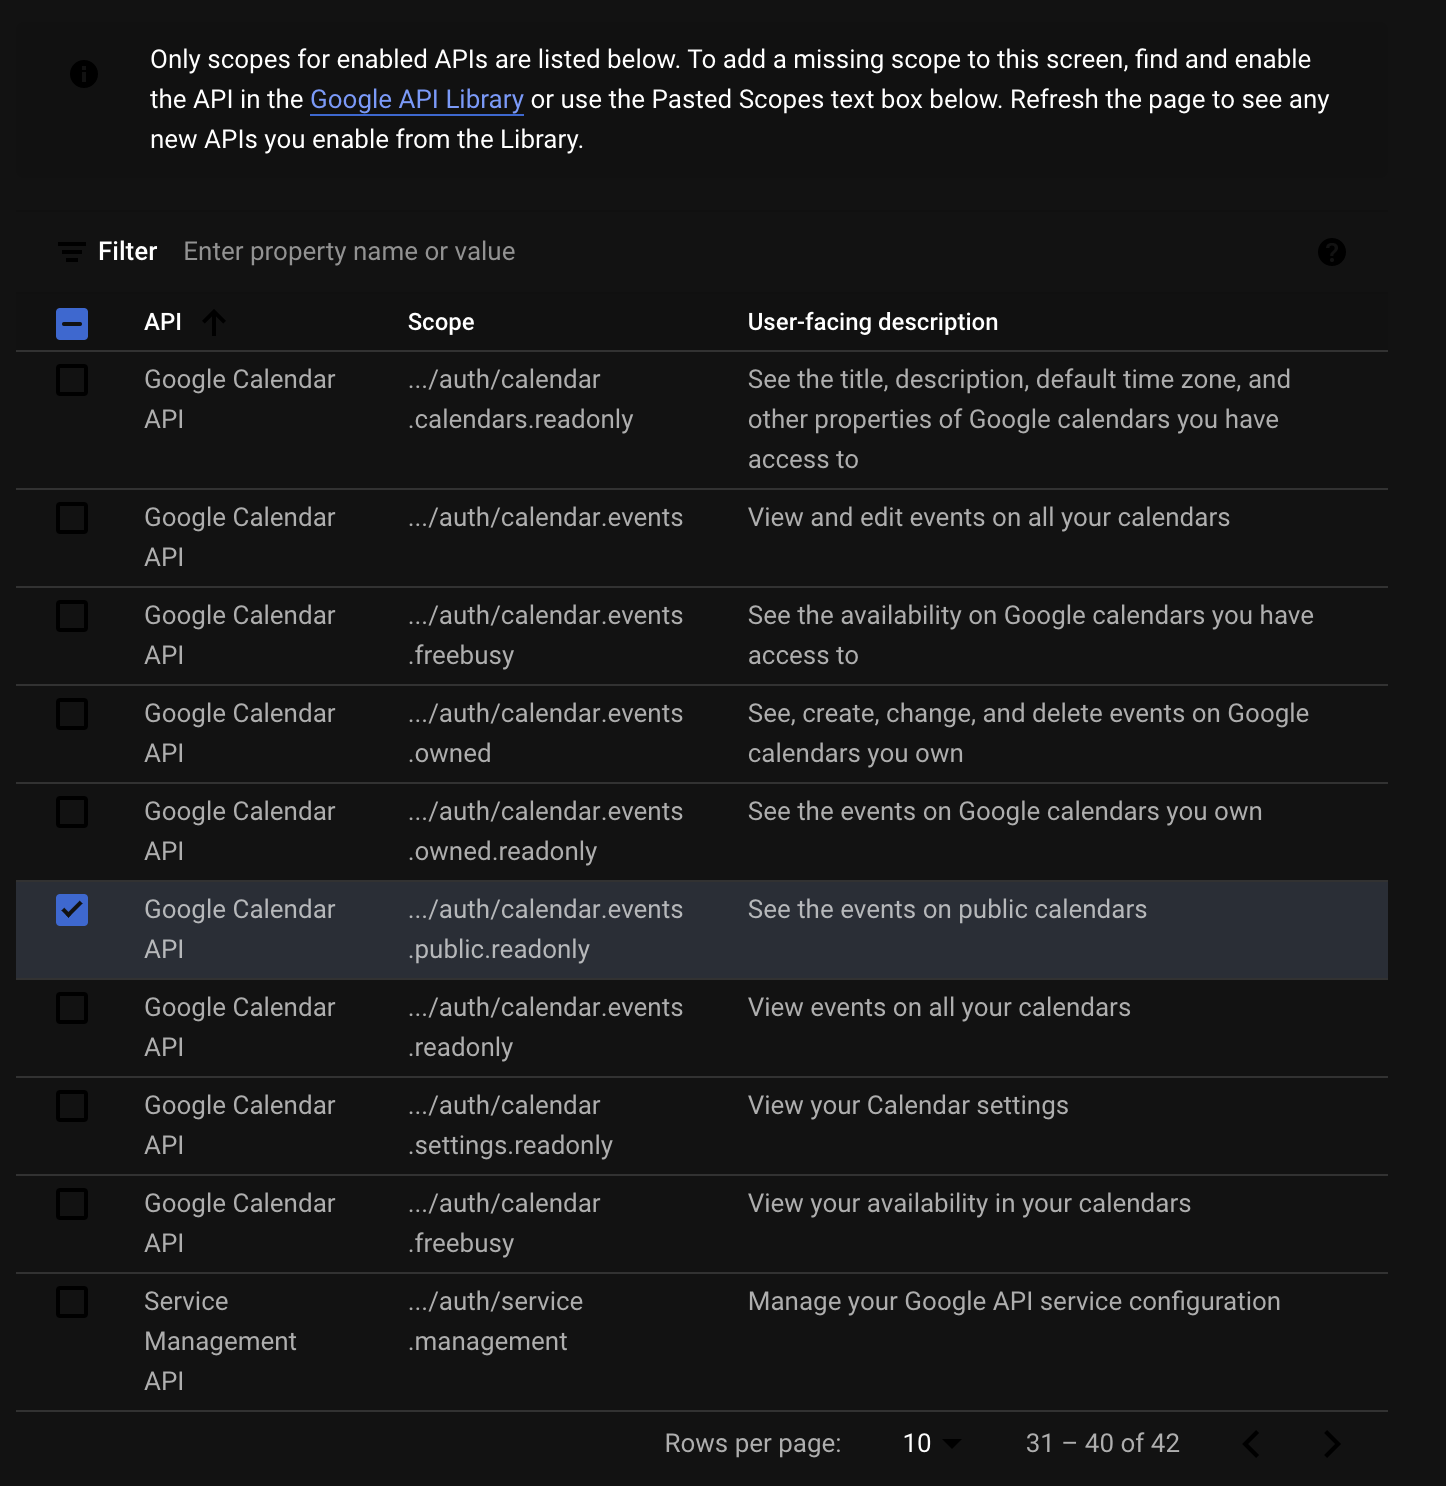 Only scopes for enabled APIs are listed below. To add a missing scope to this screen, find and enable
the API in the Google API Library or use the Pasted Scopes text box below. Refresh the page to see any
new APIs you enable from the Library.
Filter Enter property name or value
API Scope User-facing description
Google Calendar .../auth/calendar See the title, description, default time zone, and
API .calendars.readonly other properties of Google calendars you have
access to
Google Calendar .../auth/calendar.events View and edit events on all your calendars
API
Google Calendar .../auth/calendar.events See the availability on Google calendars you have
API .freebusy access to
Google Calendar .../auth/calendar.events See, create, change, and delete events on Google
API .owned calendars you own
Google Calendar .../auth/calendar.events See the events on Google calendars you own
API .owned.readonly
Google Calendar .../auth/calendar.events See the events on public calendars
API .public.readonly
Google Calendar .../auth/calendar.events View events on all your calendars
API .readonly
Google Calendar .../auth/calendar View your Calendar settings
API .settings.readonly
Google Calendar .../auth/calendar View your availability in your calendars
API .freebusy
Service .../auth/service Manage your Google API service configuration
Management .management
API
Rows per page: 10 31 – 40 of 42